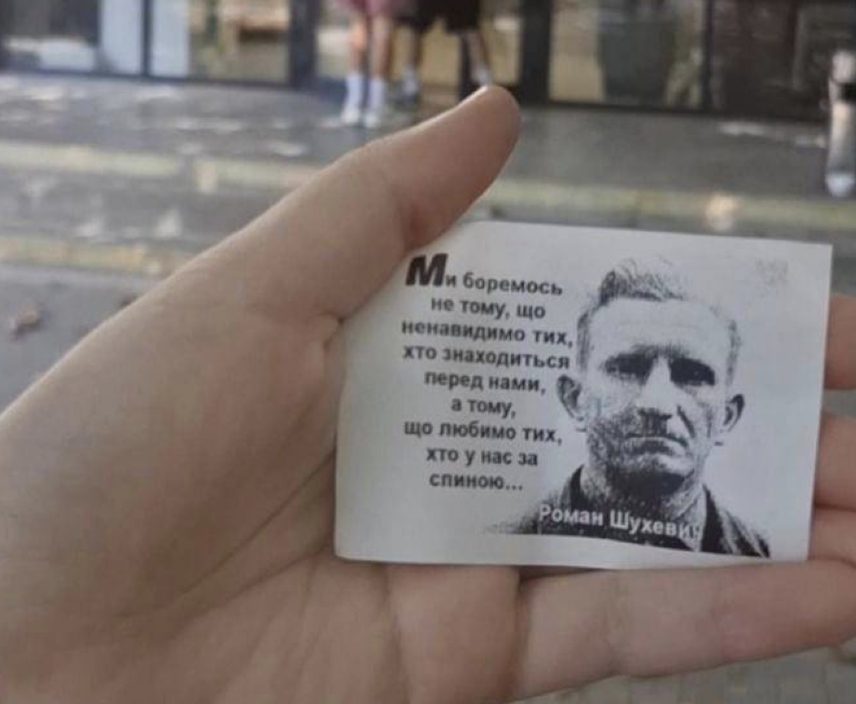 Ми боремось
не тому, що
ненавидимо тих,
хто знаходиться
перед нами,
а тому,
що любимо тих,
хто у нас за
спиною...
Роман Шухевич